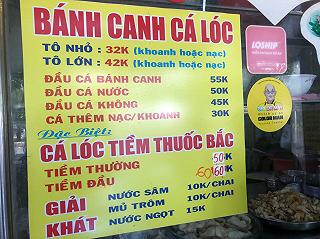 BÁNH CANH CÁ LÓC
TÔ NHỎ : 32K (khoanh hoặc nạc)
TÔ LỚN : 42K (khoanh hoặc nạc)
ĐẦU CÁ BÁNH CANH 55K
ĐẦU CÁ NƯỚC 50K
ĐẦU CÁ KHÔNG 45K
CÁ THÊM NẠC/KHOANH 30K
Đặc Biệt:
CÁ LÓC TIỀM THUỐC BẮC
TIỀM THƯỜNG 50K
TIỀM ĐẦU 60K
GIẢI KHÁT
NƯỚC SÂM 10K/CHAI
MỦ TRÔM 10K/CHAI
NƯỚC NGỌT 15K
LOSHIP
COLOR MAN